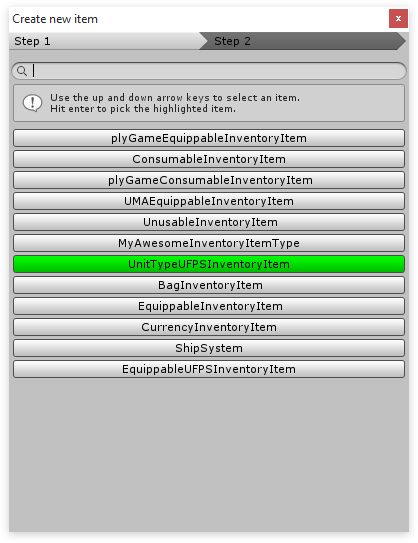 Create new item
Step 1
Step 2
Use the up and down arrow keys to select an item.
Hit enter to pick the highlighted item.
plyGameEquippableInventoryItem
ConsumableInventoryItem
plyGameConsumableInventoryItem
UMAEquippableInventoryItem
UnusableInventoryItem
MyAwesomeInventoryItemType
UnitTypeUFPSInventoryItem
BagInventoryItem
EquippableInventoryItem
CurrencyInventoryItem
ShipSystem
EquippableUFPSInventoryItem